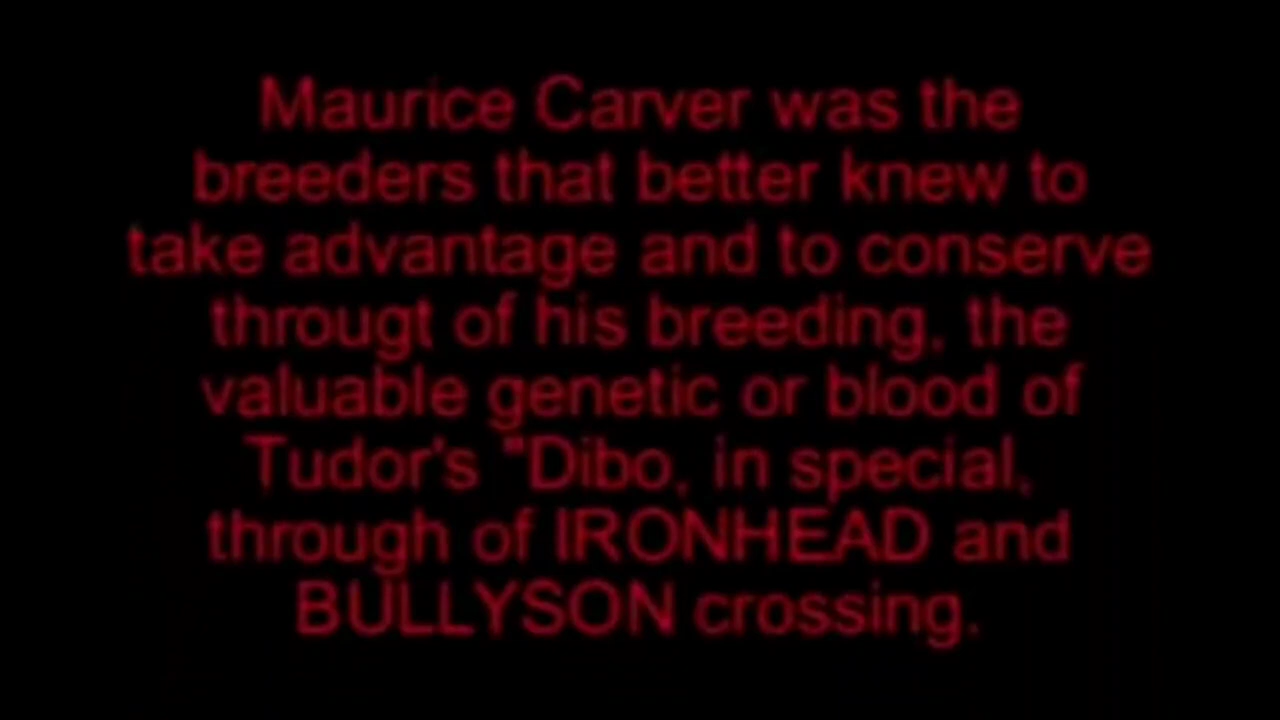 Maurice Carver was the
breeders that better knew to
take advantage and to conserve
througt of his breeding, the
valuable genetic or blood of
Tudor's "Dibo, in special,
through of IRONHEAD and
BULLYSON crossing.